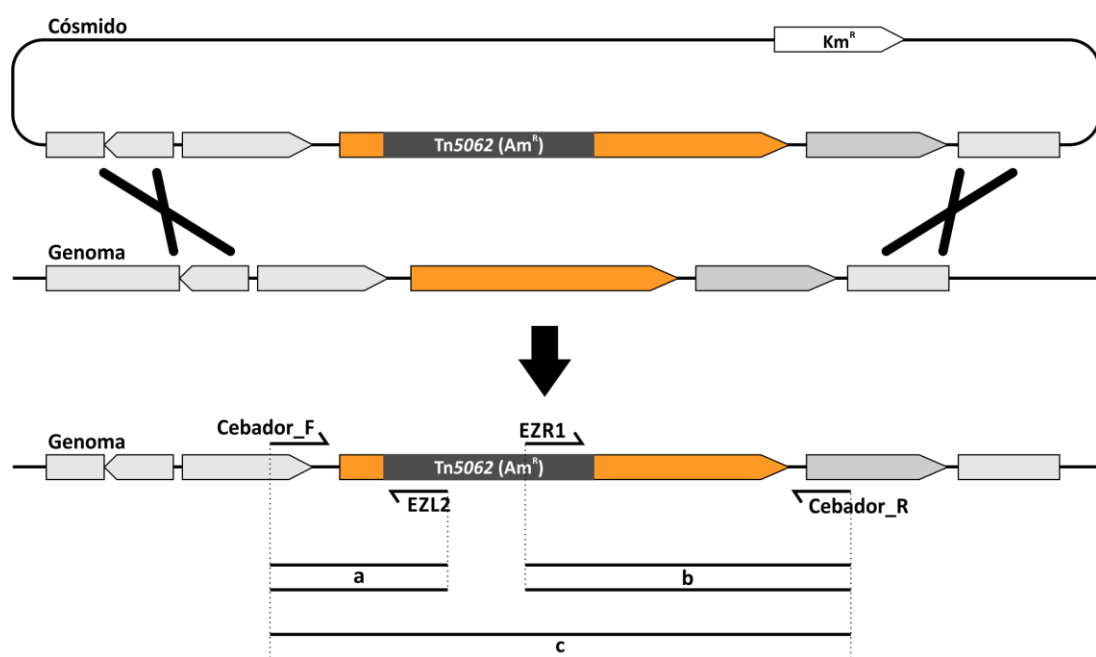 Cósmido
Km^R
Tn5062 (Am^R)
Genoma
Cebador_F
EZR1
Genoma
Tn5062 (Am^R)
EZL2
Cebador_R
a
b
c